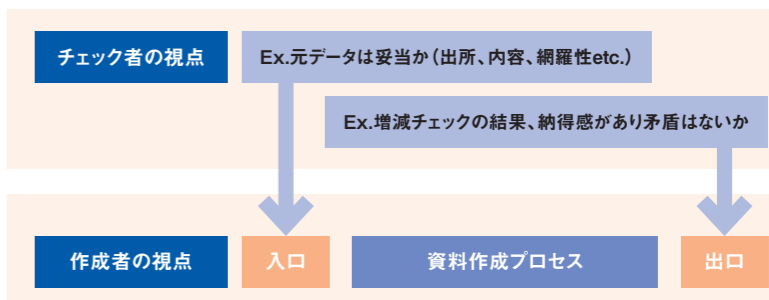 チェック者の視点
Ex.元データは妥当か（出所、内容、網羅性etc.）
Ex.増減チェックの結果、納得感があり矛盾はないか
作成者の視点
入口
資料作成プロセス
出口